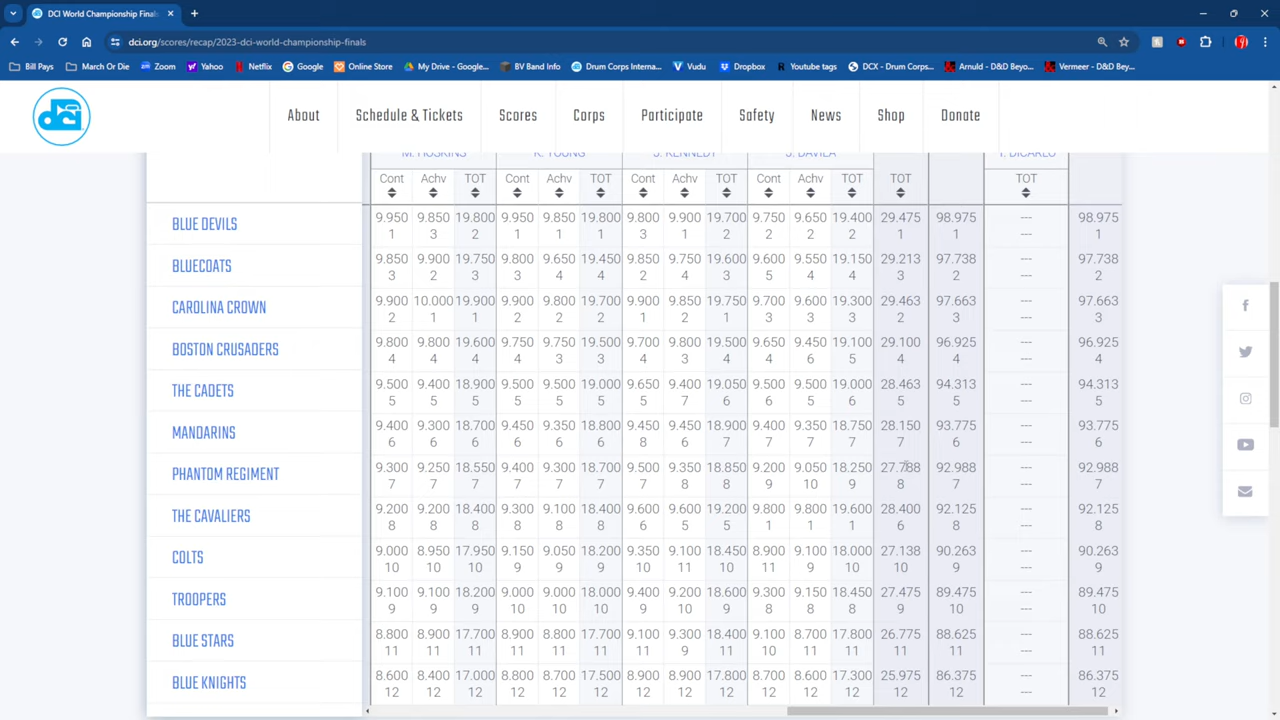 DCI World Championship Finals
dci.org/scores/recap/2023-dci-world-championship-finals
Bill Pays March Or Die Zoom Yahoo Netflix Google Online Store My Drive - Google... BV Band Info Drum Corps Interna... Vudu Dropbox Youtube tags DCX - Drum Corps... Arnuld - D&D Beyo... Vermeer - D&D Bey...
dci About Schedule & Tickets Scores Corps Participate Safety News Shop Donate
M. HOSKINS K. YOUNG J. KENNEDY J. DAVILA T. DICARLO
Cont Achv TOT Cont Achv TOT Cont Achv TOT Cont Achv TOT TOT TOT
BLUE DEVILS 9.950 9.850 19.800 9.950 9.850 19.800 9.800 9.900 19.700 9.750 9.650 19.400 29.475 98.975 --- 98.975
1 3 2 1 1 1 3 1 2 2 2 2 1 1 --- 1
BLUECOATS 9.850 9.900 19.750 9.800 9.650 19.450 9.850 9.750 19.600 9.600 9.550 19.150 29.213 97.738 --- 97.738
3 2 3 3 4 4 2 4 3 5 4 4 3 2 --- 2
CAROLINA CROWN 9.900 10.000 19.900 9.900 9.800 19.700 9.900 9.850 19.750 9.700 9.600 19.300 29.463 97.663 --- 97.663
2 1 1 2 2 2 1 2 1 3 3 3 2 3 --- 3
BOSTON CRUSADERS 9.800 9.800 19.600 9.750 9.750 19.500 9.700 9.800 19.500 9.650 9.450 19.100 29.100 96.925 --- 96.925
4 4 4 4 3 3 4 3 4 4 6 5 4 4 --- 4
THE CADETS 9.500 9.400 18.900 9.500 9.500 19.000 9.650 9.400 19.050 9.500 9.500 19.000 28.463 94.313 --- 94.313
5 5 5 5 5 5 5 7 6 6 5 6 5 5 --- 5
MANDARINS 9.400 9.300 18.700 9.450 9.350 18.800 9.450 9.450 18.900 9.400 9.350 18.750 28.150 93.775 --- 93.775
6 6 6 6 6 6 8 6 7 7 7 7 7 6 --- 6
PHANTOM REGIMENT 9.300 9.250 18.550 9.400 9.300 18.700 9.500 9.350 18.850 9.200 9.050 18.250 27.788 92.988 --- 92.988
7 7 7 7 7 7 7 8 8 9 10 9 8 7 --- 7
THE CAVALIERS 9.200 9.200 18.400 9.300 9.100 18.400 9.600 9.600 19.200 9.800 9.800 19.600 28.400 92.125 --- 92.125
8 8 8 8 8 8 6 5 5 1 1 1 6 8 --- 8
COLTS 9.000 8.950 17.950 9.150 9.050 18.200 9.350 9.100 18.450 8.900 9.100 18.000 27.138 90.263 --- 90.263
10 10 10 9 9 9 10 11 10 11 9 10 10 9 --- 9
TROOPERS 9.100 9.100 18.200 9.000 9.000 18.000 9.400 9.200 18.600 9.300 9.150 18.450 27.475 89.475 --- 89.475
9 9 9 10 10 10 9 10 9 8 8 8 9 10 --- 10
BLUE STARS 8.800 8.900 17.700 8.900 8.800 17.700 9.100 9.300 18.400 9.100 8.700 17.800 26.775 88.625 --- 88.625
11 11 11 11 11 11 11 9 11 10 11 11 11 11 --- 11
BLUE KNIGHTS 8.600 8.400 17.000 8.800 8.700 17.500 8.900 8.900 17.800 8.700 8.600 17.300 25.975 86.375 --- 86.375
12 12 12 12 12 12 12 12 12 12 12 12 12 12 --- 12